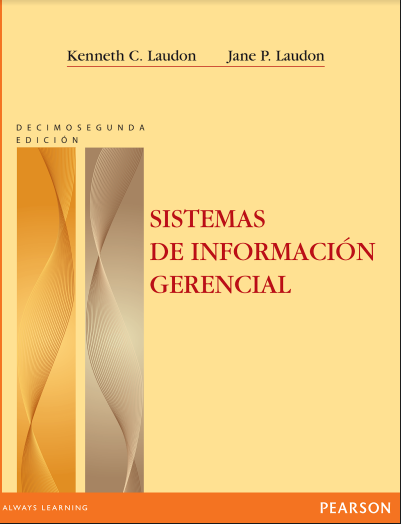 Kenneth C. Laudon Jane P. Laudon
DECIMOSEGUNDA
EDICIÓN
SISTEMAS
DE INFORMACIÓN
GERENCIAL
ALWAYS LEARNING PEARSON